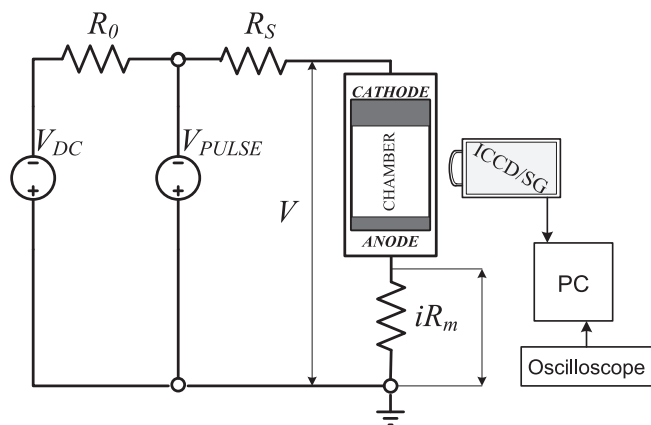 R0
RS
VDC
- +
VPULSE
- +
V
CATHODE
CHAMBER
ANODE
iRm
ICCD/SG
PC
Oscilloscope